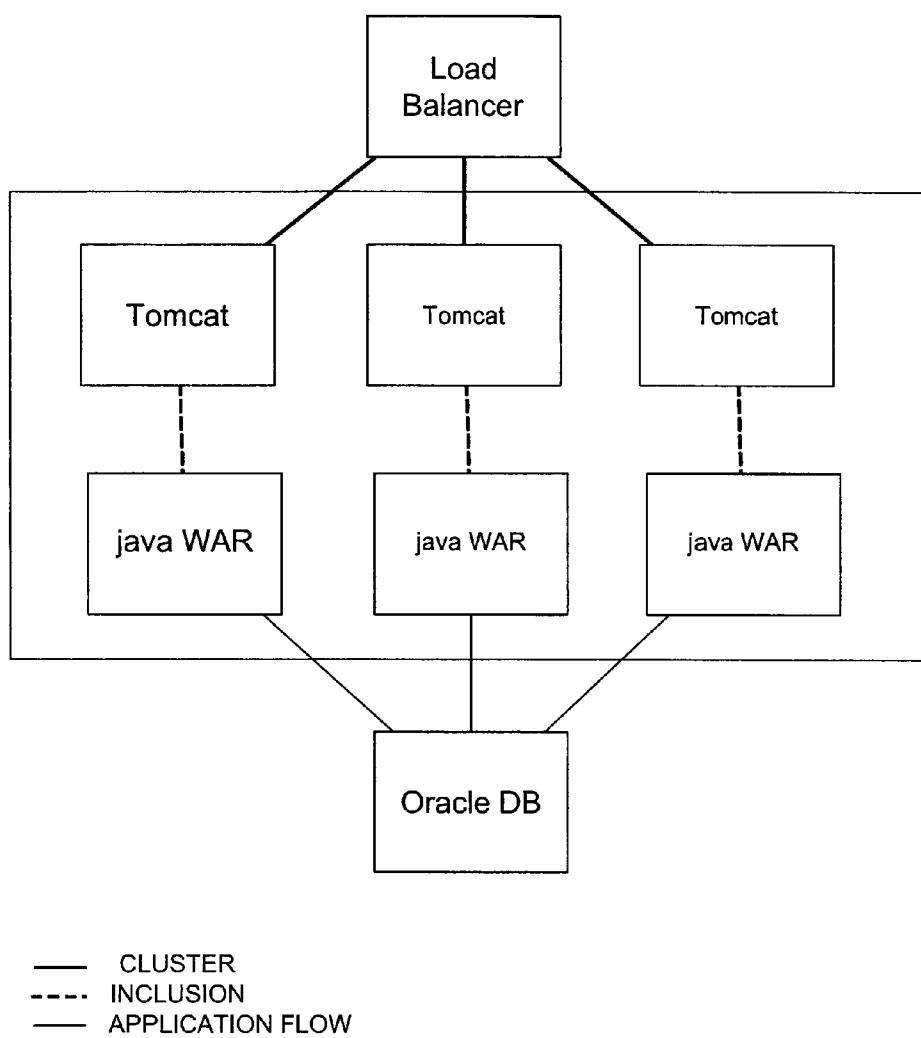 Load
Balancer
Tomcat
Tomcat
Tomcat
java WAR
java WAR
java WAR
Oracle DB
CLUSTER
INCLUSION
APPLICATION FLOW